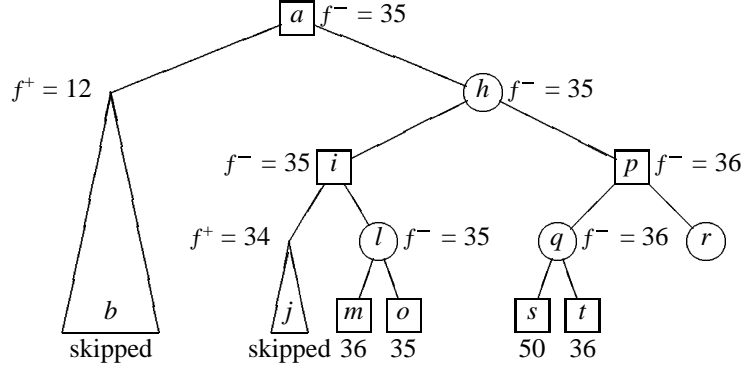 a f⁻ = 35
f⁺ = 12 h f⁻ = 35
f⁻ = 35 i p f⁻ = 36
f⁺ = 34 l f⁻ = 35 q f⁻ = 36 r
b j m o s t
skipped skipped 36 35 50 36